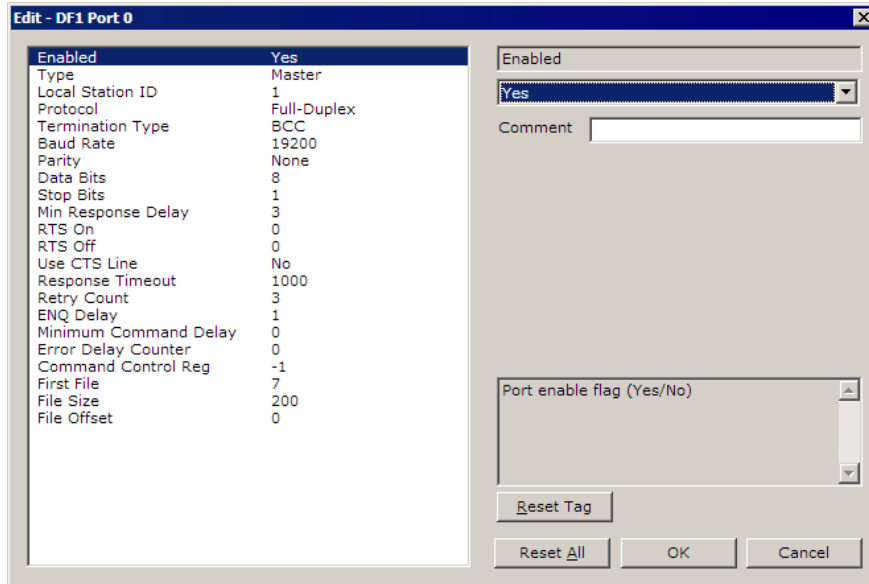 Edit - DF1 Port 0
Enabled Yes
Type Master
Local Station ID 1
Protocol Full-Duplex
Termination Type BCC
Baud Rate 19200
Parity None
Data Bits 8
Stop Bits 1
Min Response Delay 3
RTS On 0
RTS Off 0
Use CTS Line No
Response Timeout 1000
Retry Count 3
ENQ Delay 1
Minimum Command Delay 0
Error Delay Counter 0
Command Control Reg -1
First File 7
File Size 200
File Offset 0
Enabled
Yes
Comment
Port enable flag (Yes/No)
Reset Tag
Reset All OK Cancel